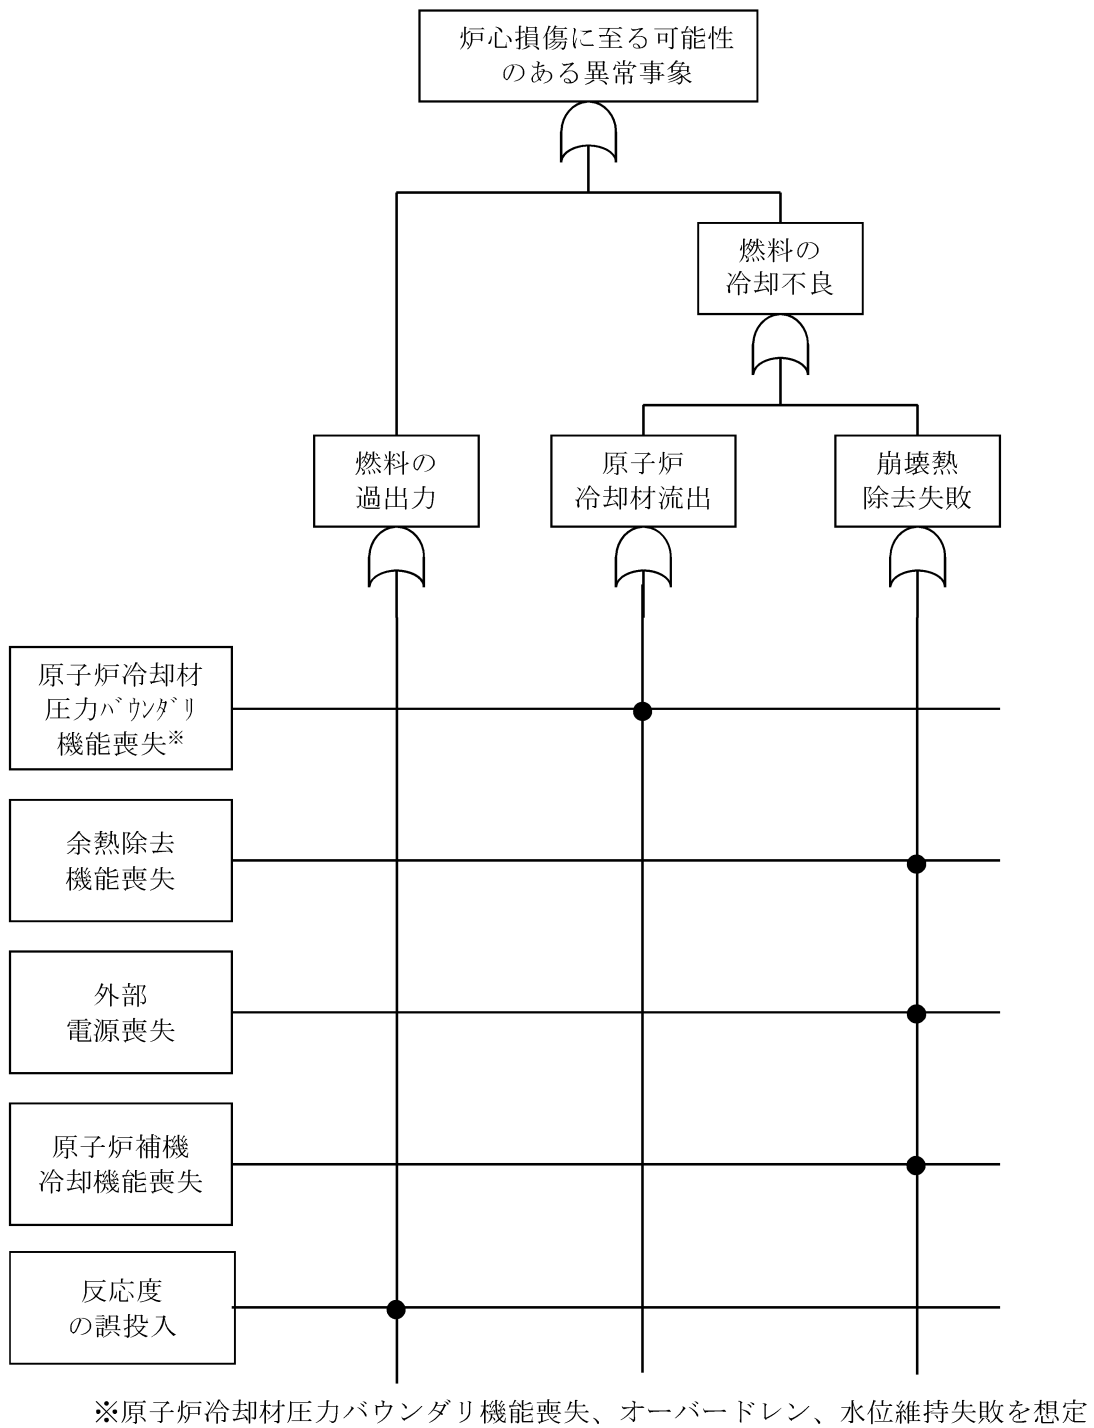 炉心損傷に至る可能性
のある異常事象
燃料の
冷却不良
燃料の
過出力
原子炉
冷却材流出
崩壊熱
除去失敗
原子炉冷却材
圧力ﾊﾞｳﾝﾀﾞﾘ
機能喪失※
余熱除去
機能喪失
外部
電源喪失
原子炉補機
冷却機能喪失
反応度
の誤投入
※原子炉冷却材圧力バウンダリ機能喪失、オーバードレン、水位維持失敗を想定